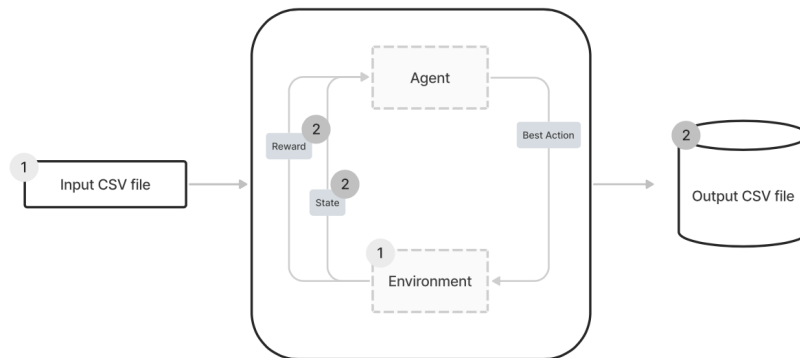 1
Input CSV file
Agent
Reward
2
State
2
Best Action
1
Environment
2
Output CSV file